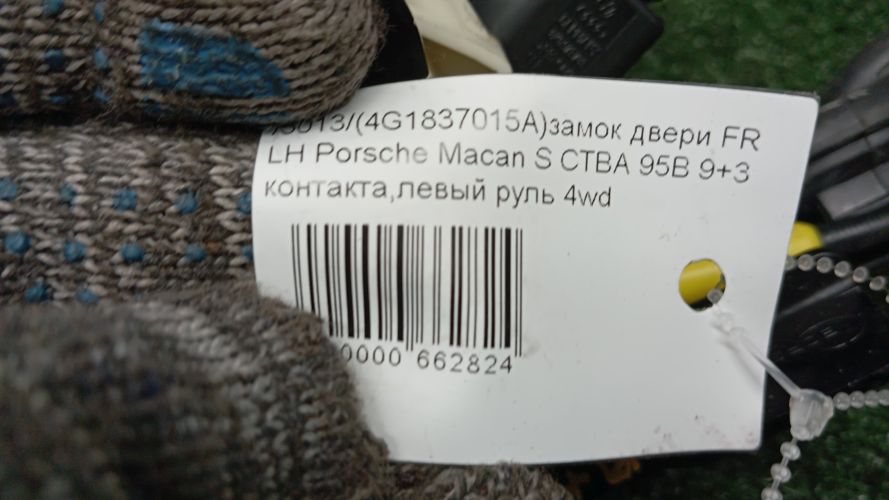 /(4G1837015A)замок двери FR
LH Porsche Macan S CTBA 95B 9+3
контакта,левый руль 4wd
0000 662824